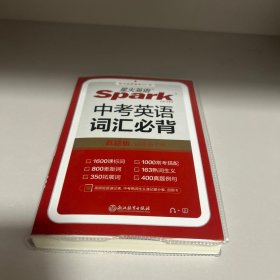 星火英语
Spark
中考英语
词汇必背
1600课标词
1000常考搭配
800重难词
163熟词生义
350拓展词
400真题例句
浙江教育出版社